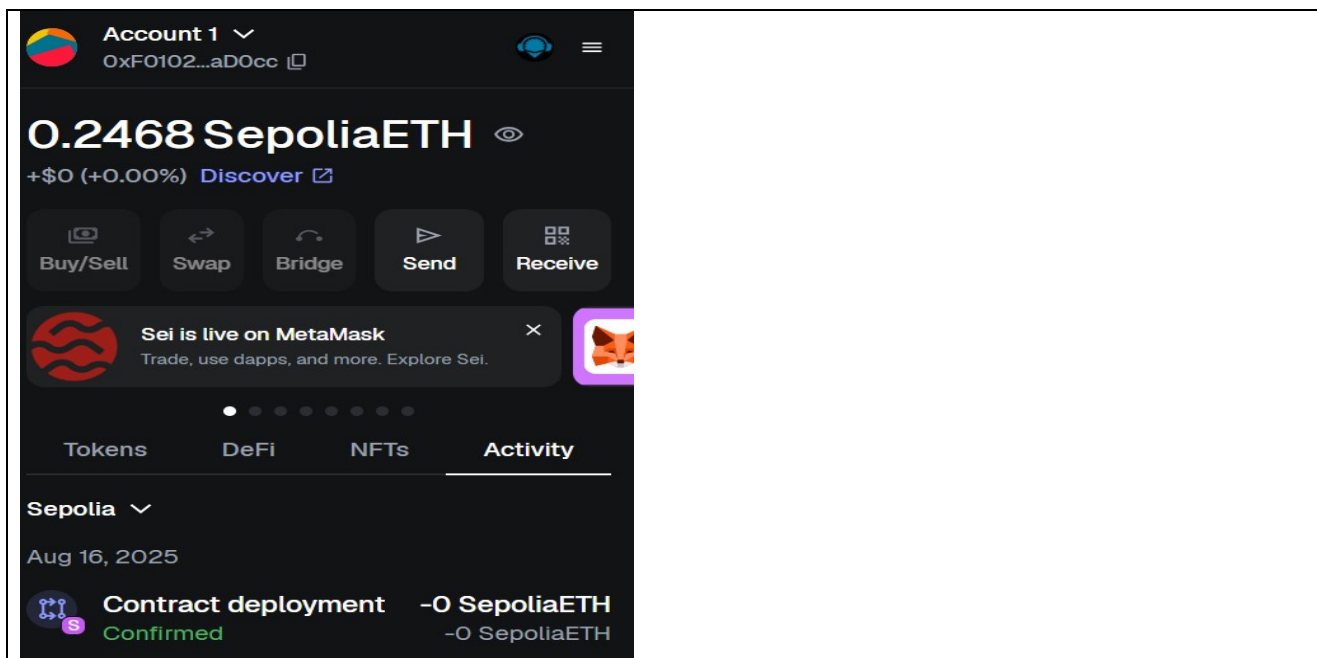 Account 1
0xF0102...aD0cc
0.2468 SepoliaETH
+$0 (+0.00%) Discover
Buy/Sell Swap Bridge Send Receive
Sei is live on MetaMask
Trade, use dapps, and more. Explore Sei.
Tokens DeFi NFTs Activity
Sepolia
Aug 16, 2025
Contract deployment -0 SepoliaETH
S Confirmed -0 SepoliaETH